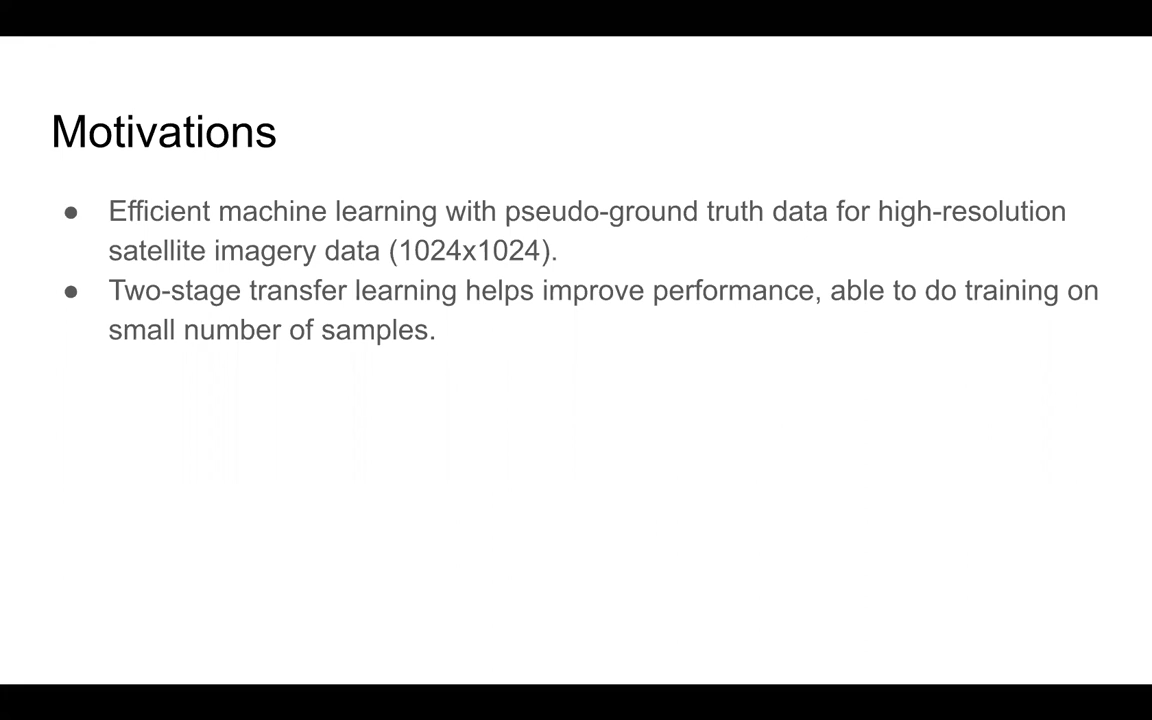 Motivations
● Efficient machine learning with pseudo-ground truth data for high-resolution
satellite imagery data (1024x1024).
● Two-stage transfer learning helps improve performance, able to do training on
small number of samples.